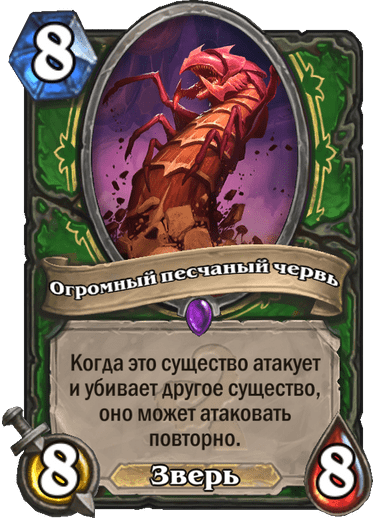 8
Огромный песчаный червь
Когда это существо атакует
и убивает другое существо,
оно может атаковать
повторно.
8
Зверь
8